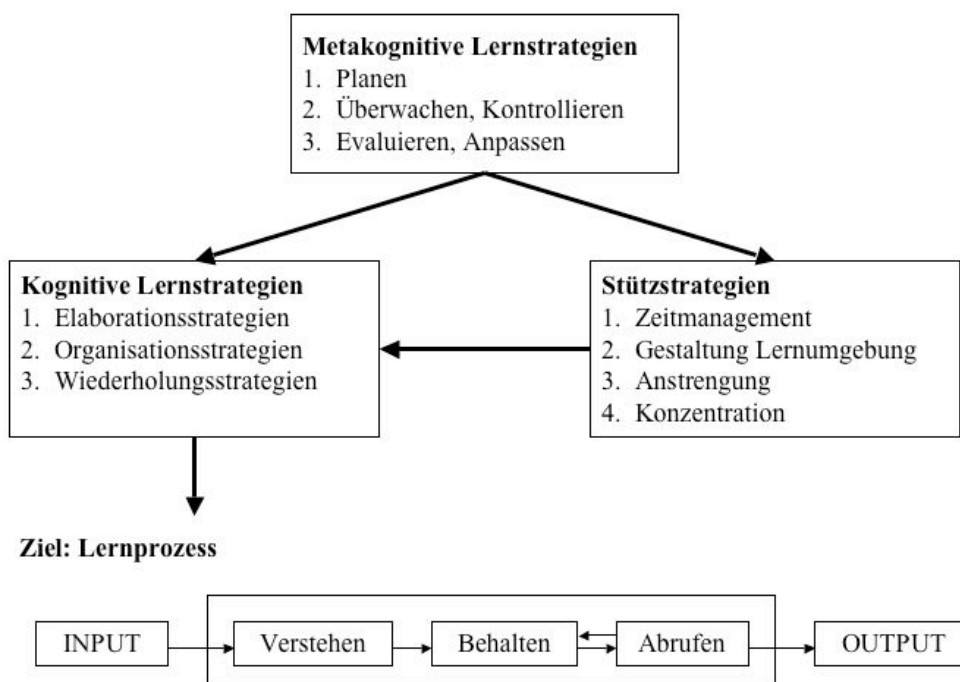 Metakognitive Lernstrategien
1. Planen
2. Überwachen, Kontrollieren
3. Evaluieren, Anpassen
Kognitive Lernstrategien
1. Elaborationsstrategien
2. Organisationsstrategien
3. Wiederholungsstrategien
Stützstrategien
1. Zeitmanagement
2. Gestaltung Lernumgebung
3. Anstrengung
4. Konzentration
Ziel: Lernprozess
INPUT
Verstehen
Behalten
Abrufen
OUTPUT